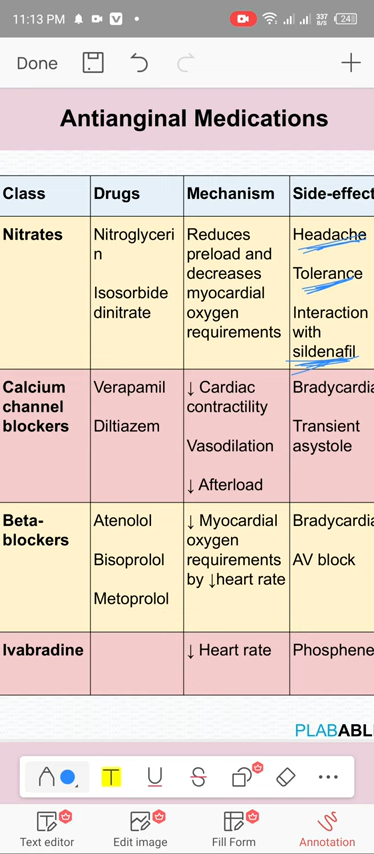 11:13 PM
337
B/S
24
Done
Antianginal Medications
Class Drugs Mechanism Side-effect
Nitrates
Nitroglyceri
n
Isosorbide
dinitrate
Reduces
preload and
decreases
myocardial
oxygen
requirements
Headache
Tolerance
Interaction
with
sildenafil
Calcium
channel
blockers
Verapamil
Diltiazem
↓ Cardiac
contractility
Vasodilation
↓ Afterload
Bradycardia
Transient
asystole
Beta-
blockers
Atenolol
Bisoprolol
Metoprolol
↓ Myocardial
oxygen
requirements
by ↓heart rate
Bradycardia
AV block
Ivabradine
↓ Heart rate
Phosphene
PLABABL
T U S
Text editor Edit image Fill Form Annotation